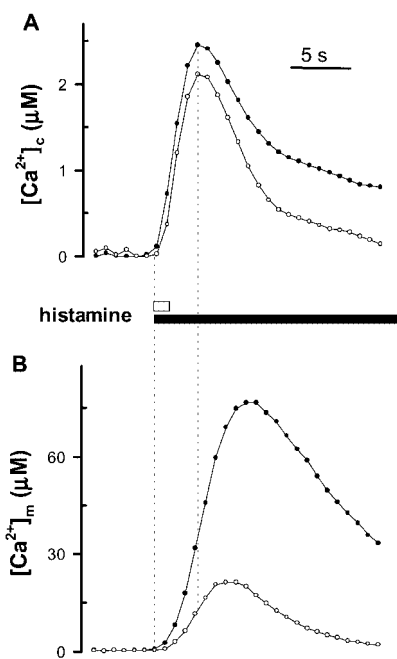 A
5 s
[Ca²⁺]c (μM)
2
1
0
histamine
B
[Ca²⁺]m (μM)
60
30
0